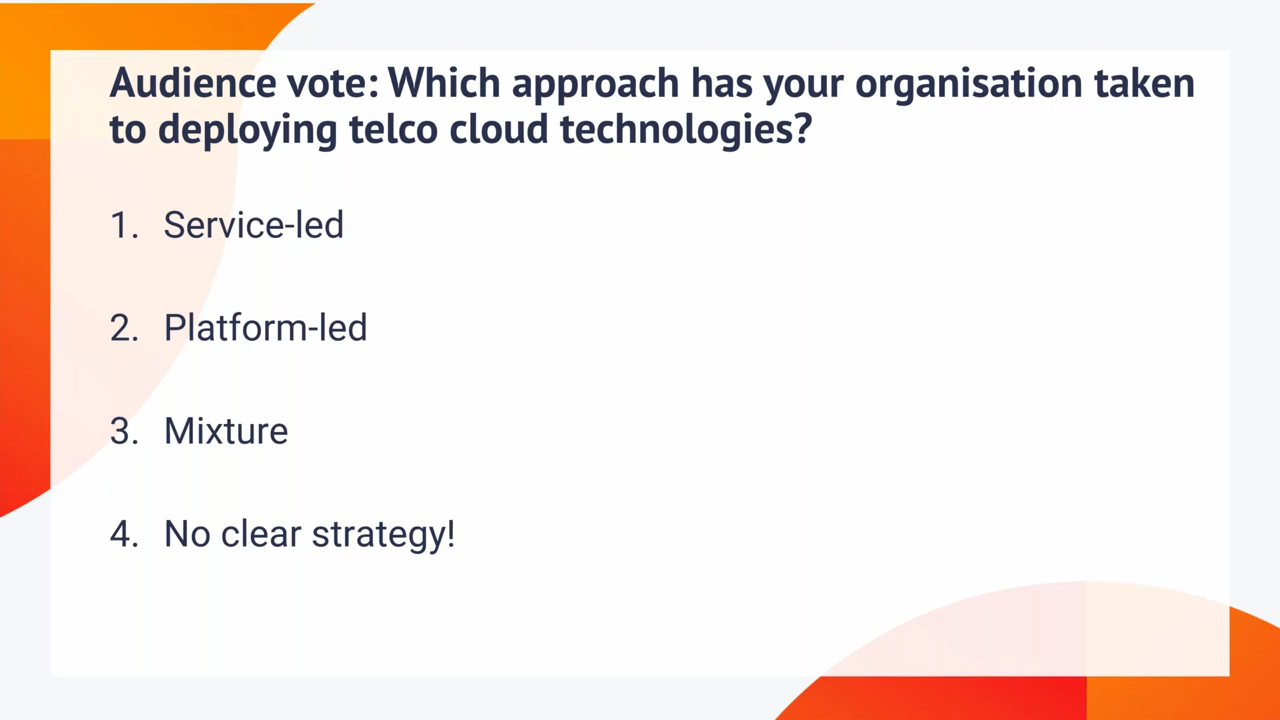 Audience vote: Which approach has your organisation taken
to deploying telco cloud technologies?
1. Service-led
2. Platform-led
3. Mixture
4. No clear strategy!